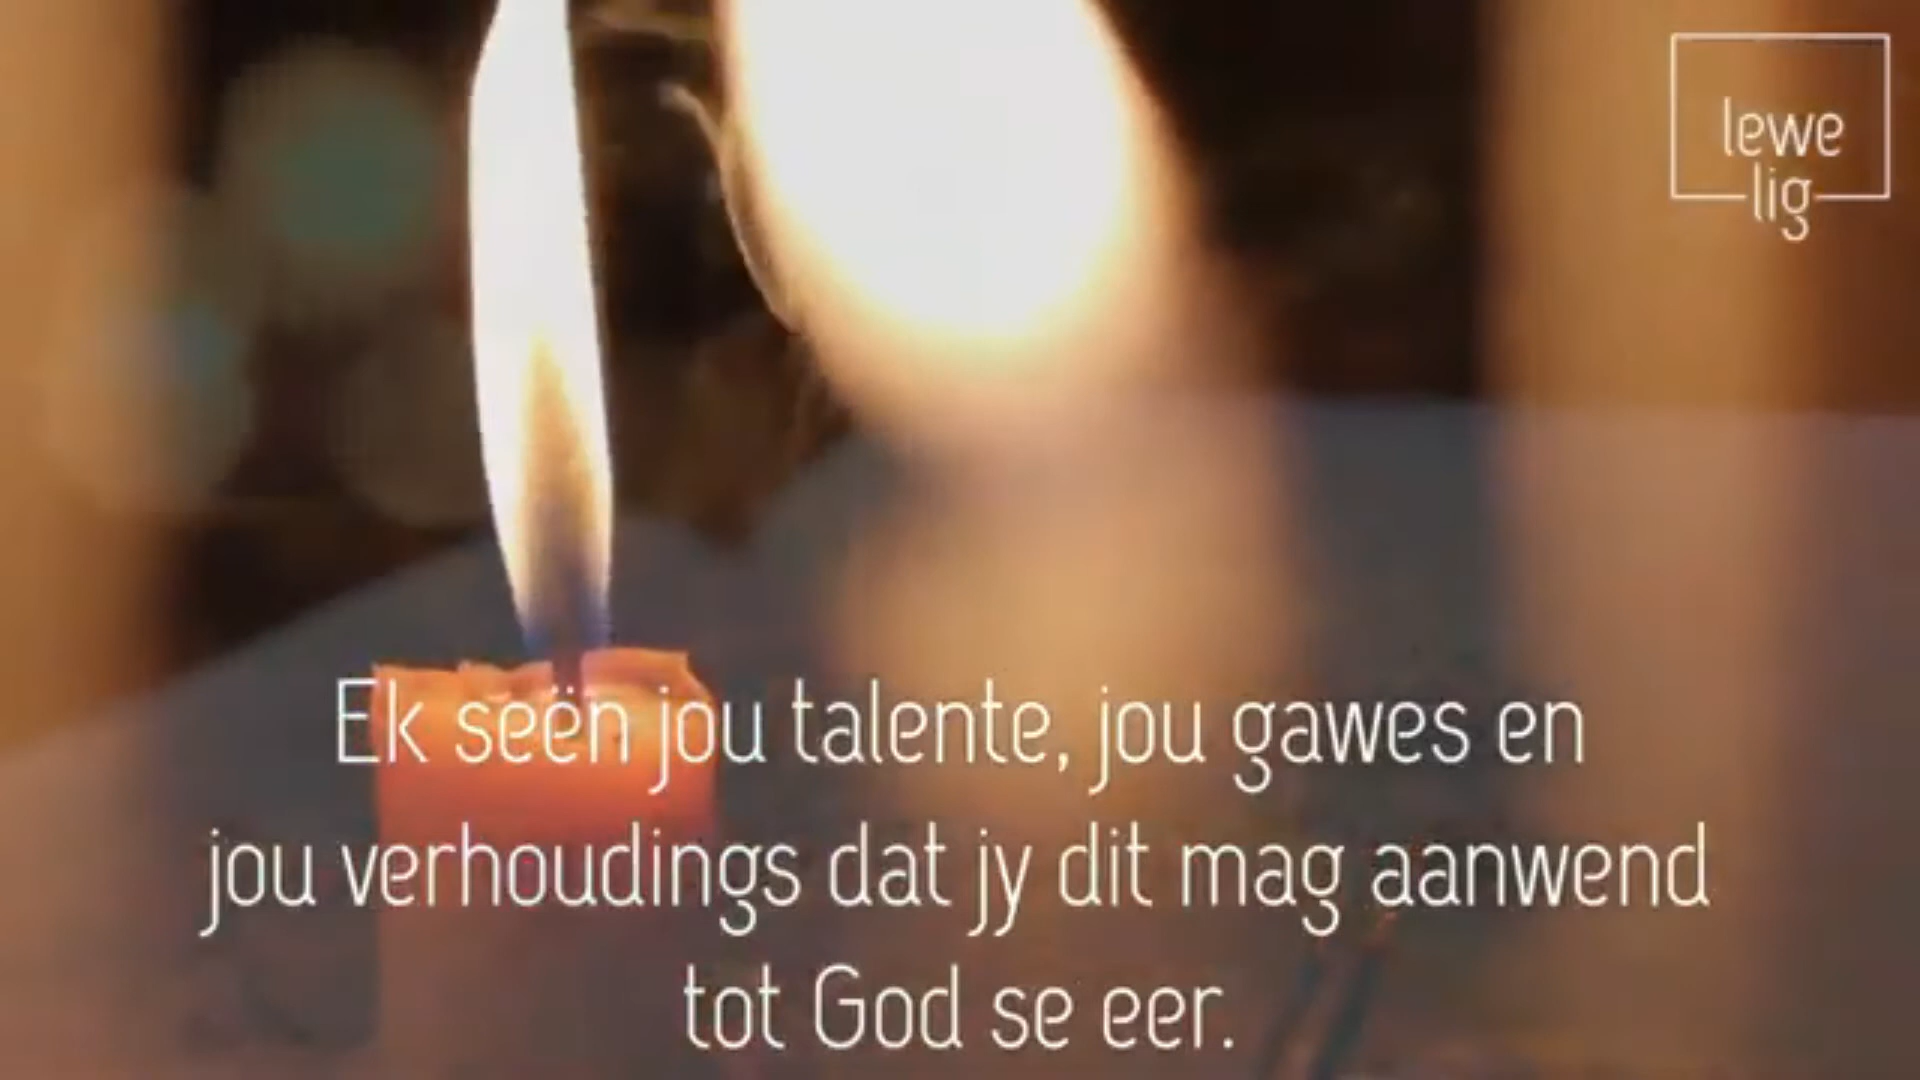 lewe
lig
Ek seën jou talente, jou gawes en
jou verhoudings dat jy dit mag aanwend
tot God se eer.